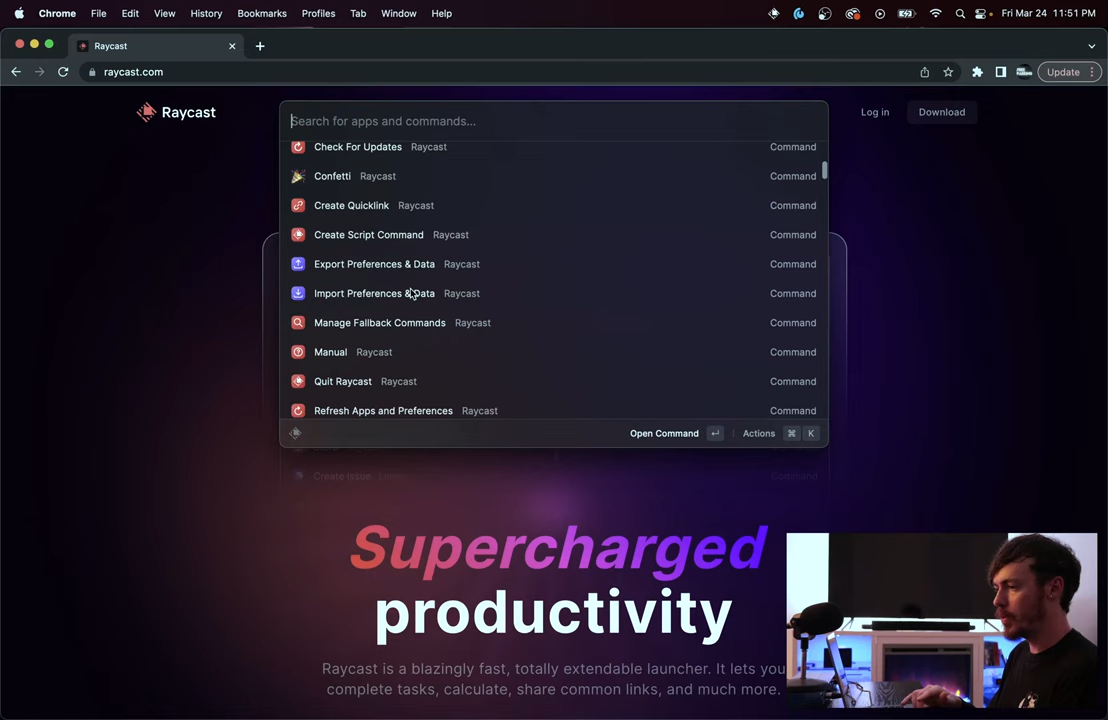 Chrome File Edit View History Bookmarks Profiles Tab Window Help Fri Mar 24 11:51 PM
Raycast
raycast.com Update
Raycast Log in Download
Search for apps and commands...
Check For Updates Raycast Command
Confetti Raycast Command
Create Quicklink Raycast Command
Create Script Command Raycast Command
Export Preferences & Data Raycast Command
Import Preferences & Data Raycast Command
Manage Fallback Commands Raycast Command
Manual Raycast Command
Quit Raycast Raycast Command
Refresh Apps and Preferences Raycast Command
Open Command ↵ Actions ⌘ K
Create Issue Command
Supercharged
productivity
Raycast is a blazingly fast, totally extendable launcher. It lets you
complete tasks, calculate, share common links, and much more.